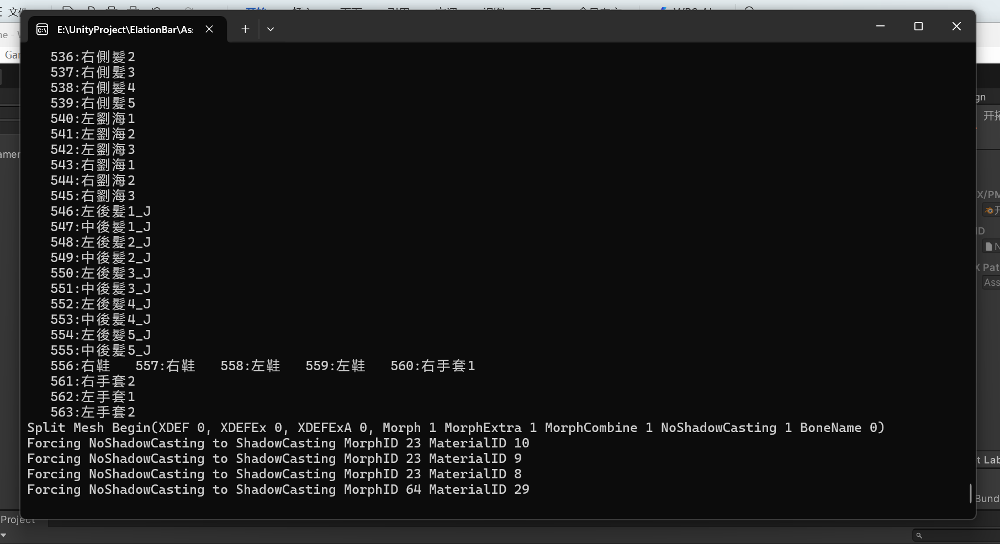 E:\UnityProject\ElationBar\As
536:右側髪2
537:右側髪3
538:右側髪4
539:右側髪5
540:左劉海1
541:左劉海2
542:左劉海3
543:右劉海1
544:右劉海2
545:右劉海3
546:左後髪1_J
547:中後髪1_J
548:左後髪2_J
549:中後髪2_J
550:左後髪3_J
551:中後髪3_J
552:左後髪4_J
553:中後髪4_J
554:左後髪5_J
555:中後髪5_J
556:右鞋   557:右鞋   558:左鞋   559:左鞋   560:右手套1
561:右手套2
562:左手套1
563:左手套2
Split Mesh Begin(XDEF 0, XDEFEx 0, XDEFExA 0, Morph 1 MorphExtra 1 MorphCombine 1 NoShadowCasting 1 BoneName 0)
Forcing NoShadowCasting to ShadowCasting MorphID 23 MaterialID 10
Forcing NoShadowCasting to ShadowCasting MorphID 23 MaterialID 9
Forcing NoShadowCasting to ShadowCasting MorphID 23 MaterialID 8
Forcing NoShadowCasting to ShadowCasting MorphID 64 MaterialID 29
Project